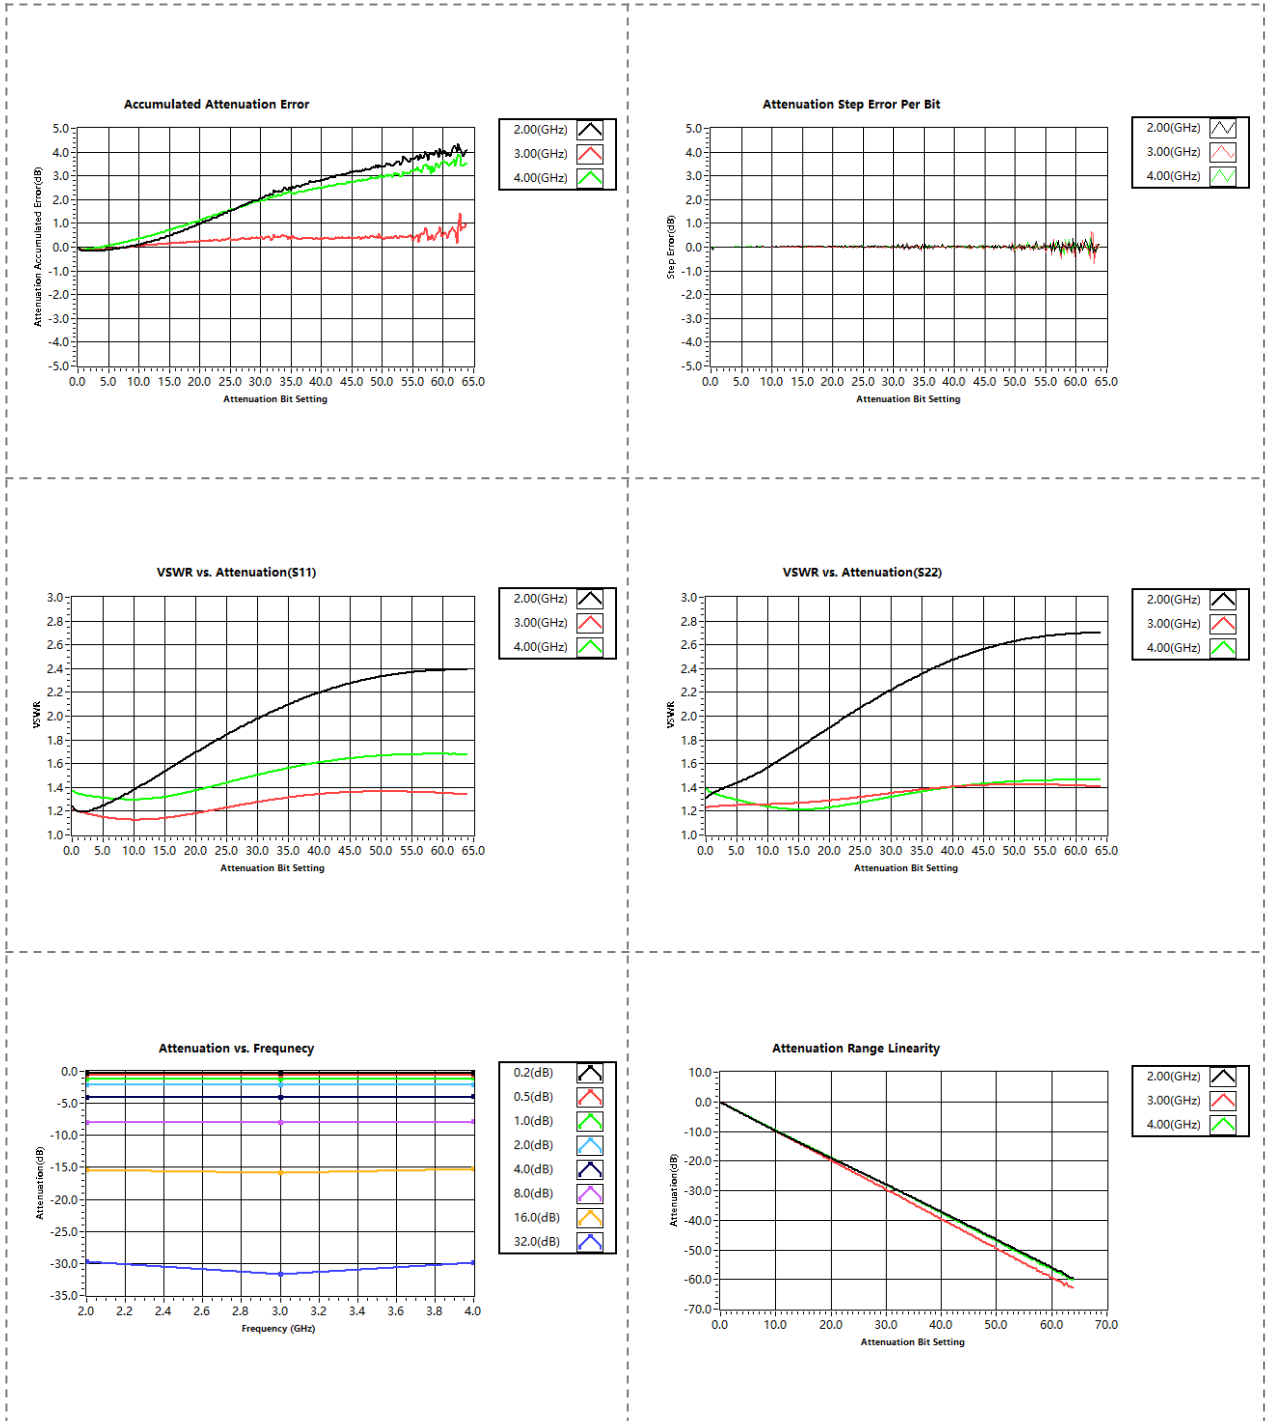 Accumulated Attenuation Error
Attenuation Accumulated Error(dB)
5.0
4.0
3.0
2.0
1.0
0.0
-1.0
-2.0
-3.0
-4.0
-5.0
0.0 5.0 10.0 15.0 20.0 25.0 30.0 35.0 40.0 45.0 50.0 55.0 60.0 65.0
Attenuation Bit Setting
2.00(GHz)
3.00(GHz)
4.00(GHz)
Attenuation Step Error Per Bit
Step Error(dB)
5.0
4.0
3.0
2.0
1.0
0.0
-1.0
-2.0
-3.0
-4.0
-5.0
0.0 5.0 10.0 15.0 20.0 25.0 30.0 35.0 40.0 45.0 50.0 55.0 60.0 65.0
Attenuation Bit Setting
2.00(GHz)
3.00(GHz)
4.00(GHz)
VSWR vs. Attenuation(S11)
VSWR
3.0
2.8
2.6
2.4
2.2
2.0
1.8
1.6
1.4
1.2
1.0
0.0 5.0 10.0 15.0 20.0 25.0 30.0 35.0 40.0 45.0 50.0 55.0 60.0 65.0
Attenuation Bit Setting
2.00(GHz)
3.00(GHz)
4.00(GHz)
VSWR vs. Attenuation(S22)
VSWR
3.0
2.8
2.6
2.4
2.2
2.0
1.8
1.6
1.4
1.2
1.0
0.0 5.0 10.0 15.0 20.0 25.0 30.0 35.0 40.0 45.0 50.0 55.0 60.0 65.0
Attenuation Bit Setting
2.00(GHz)
3.00(GHz)
4.00(GHz)
Attenuation vs. Frequnecy
Attenuation(dB)
0.0
-5.0
-10.0
-15.0
-20.0
-25.0
-30.0
-35.0
2.0 2.2 2.4 2.6 2.8 3.0 3.2 3.4 3.6 3.8 4.0
Frequency (GHz)
0.2(dB)
0.5(dB)
1.0(dB)
2.0(dB)
4.0(dB)
8.0(dB)
16.0(dB)
32.0(dB)
Attenuation Range Linearity
Attenuation(dB)
10.0
0.0
-10.0
-20.0
-30.0
-40.0
-50.0
-60.0
-70.0
0.0 10.0 20.0 30.0 40.0 50.0 60.0 70.0
Attenuation Bit Setting
2.00(GHz)
3.00(GHz)
4.00(GHz)